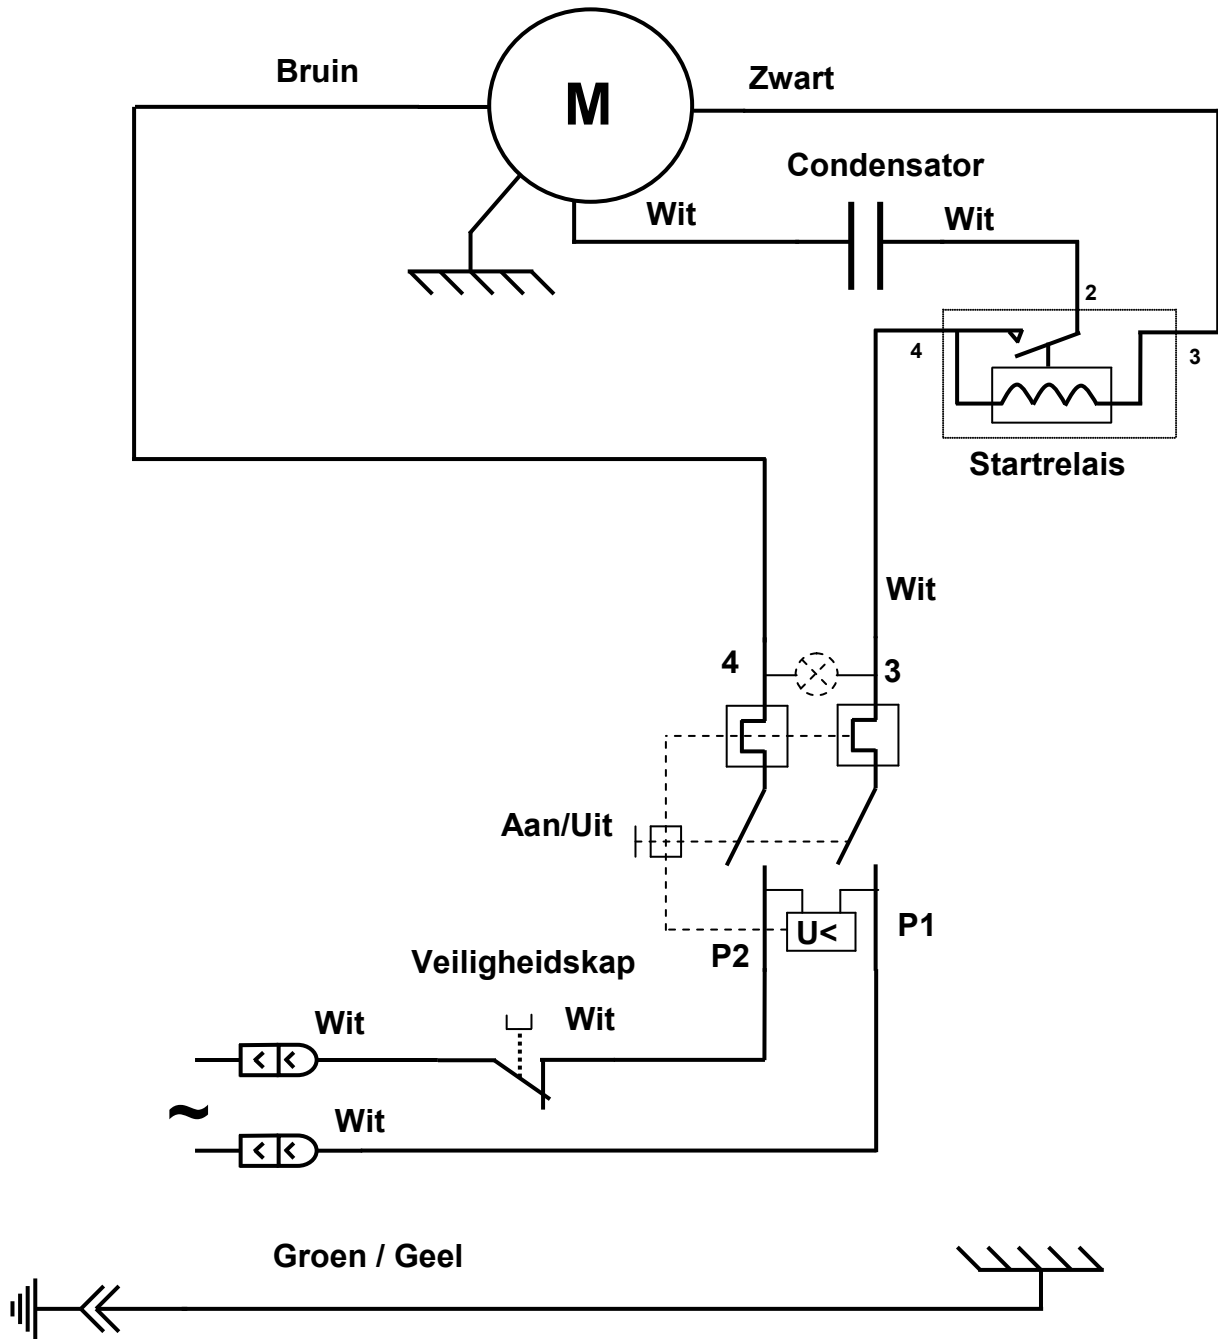 Bruin
M
Zwart
Condensator
Wit
Wit
2
4
3
Startrelais
Wit
4
3
Aan/Uit
U<
P1
P2
Veiligheidskap
Wit
Wit
~
Wit
Groen / Geel